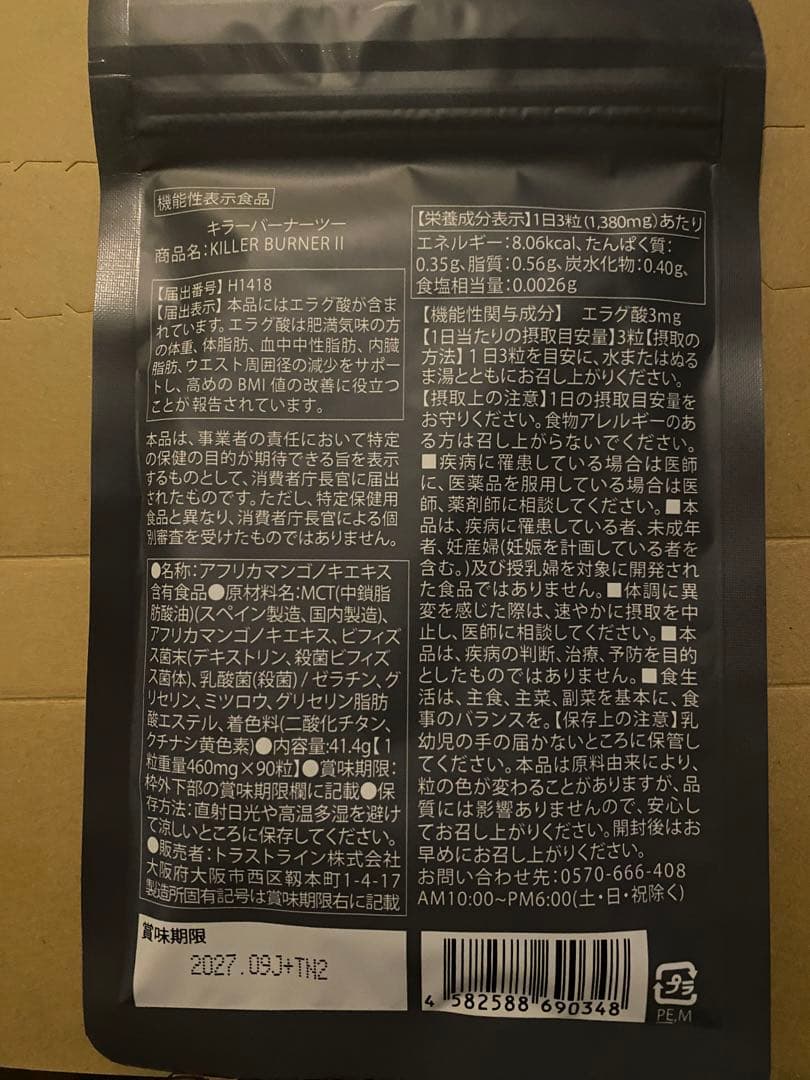 機能性表示食品
キラーバーナーツー
商品名:KILLER BURNER II
【届出番号】H1418
【届出表示】本品にはエラグ酸が含ま
れています。エラグ酸は肥満気味の方
の体重、体脂肪、血中中性脂肪、内臓
脂肪、ウエスト周囲径の減少をサポー
トし、高めのBMI値の改善に役立つ
ことが報告されています。
本品は、事業者の責任において特定
の保健の目的が期待できる旨を表示
するものとして、消費者庁長官に届出
されたものです。ただし、特定保健用
食品と異なり、消費者庁長官による個
別審査を受けたものではありません。
●名称:アフリカマンゴノキエキス
含有食品●原材料名:MCT(中鎖脂
肪酸油)(スペイン製造、国内製造)、
アフリカマンゴノキエキス、ビフィズ
ス菌末(デキストリン、殺菌ビフィズ
ス菌体)、乳酸菌(殺菌) / ゼラチン、グ
リセリン、ミツロウ、グリセリン脂肪
酸エステル、着色料(二酸化チタン、
クチナシ黄色素)●内容量:41.4g【1
粒重量460mg×90粒】●賞味期限:
枠外下部の賞味期限欄に記載●保
存方法:直射日光や高温多湿を避け
て涼しいところに保存してください。
●販売者:トラストライン株式会社
大阪府大阪市西区靱本町1-4-17
製造所固有記号は賞味期限右に記載
賞味期限
2027.09J+TN2
【栄養成分表示】1日3粒(1,380mg)あたり
エネルギー:8.06kcal、たんぱく質:
0.35g、脂質:0.56g、炭水化物:0.40g、
食塩相当量:0.0026g
【機能性関与成分】 エラグ酸3mg
【1日当たりの摂取目安量】3粒【摂取の
方法】1日3粒を目安に、水またはぬる
ま湯とともにお召し上がりください。
【摂取上の注意】1日の摂取目安量を
お守りください。食物アレルギーのあ
る方は召し上がらないでください。
■疾病に罹患している場合は医師
に、医薬品を服用している場合は医
師、薬剤師に相談してください。■本
品は、疾病に罹患している者、未成年
者、妊産婦(妊娠を計画している者を
含む。)及び授乳婦を対象に開発され
た食品ではありません。■体調に異
変を感じた際は、速やかに摂取を中
止し、医師に相談してください。■本
品は、疾病の判断、治療、予防を目的
としたものではありません。■食生
活は、主食、主菜、副菜を基本に、食
事のバランスを。【保存上の注意】乳
幼児の手の届かないところに保管し
てください。本品は原料由来により、
粒の色が変わることがありますが、品
質には影響ありませんので、安心し
てお召し上がりください。開封後はお
早めにお召し上がりください。
お問い合わせ先:0570-666-408
AM10:00~PM6:00(土・日・祝除く)
4 582588 690348
プラ
PE,M